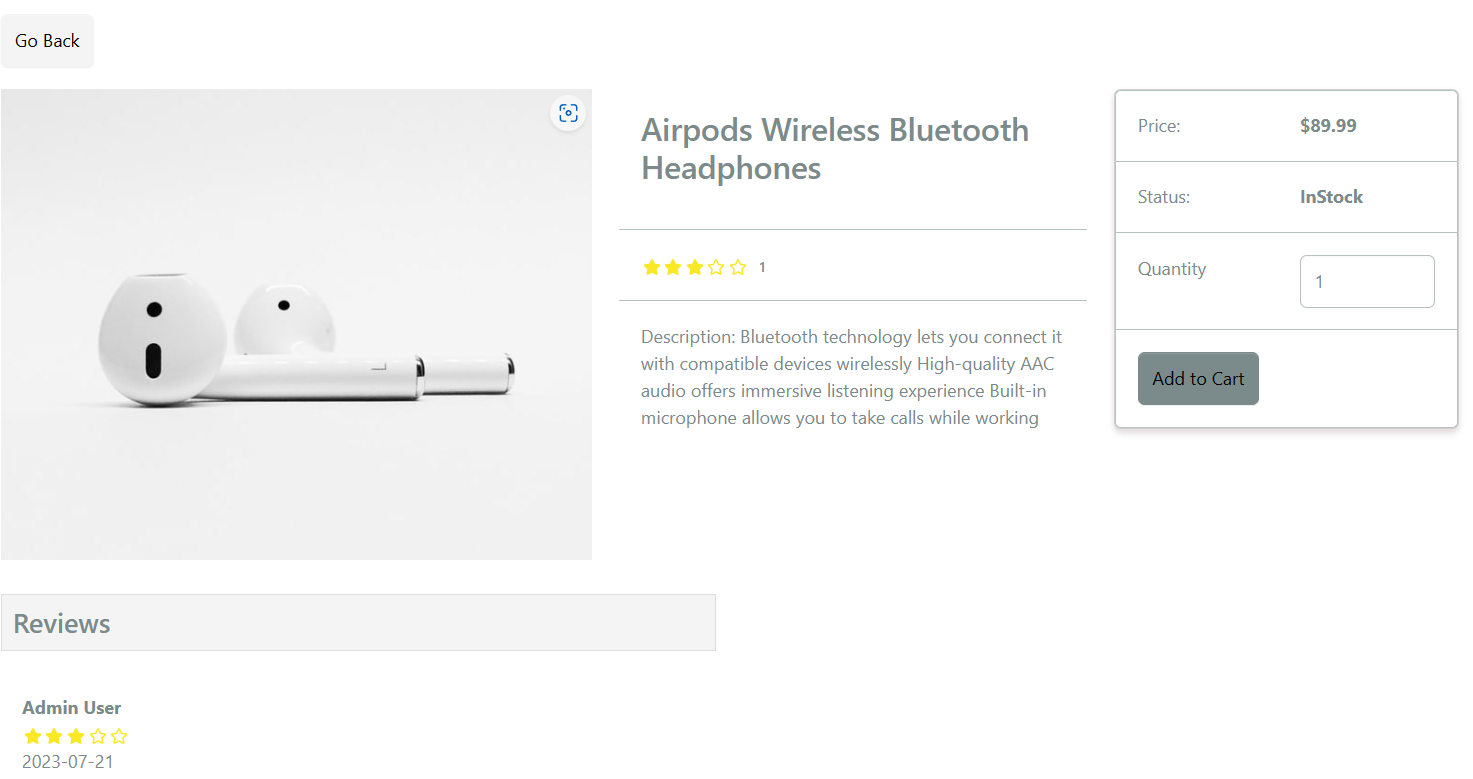 Go Back
Airpods Wireless Bluetooth
Headphones
1
Description: Bluetooth technology lets you connect it
with compatible devices wirelessly High-quality AAC
audio offers immersive listening experience Built-in
microphone allows you to take calls while working
Price: $89.99
Status: InStock
Quantity 1
Add to Cart
Reviews
Admin User
2023-07-21